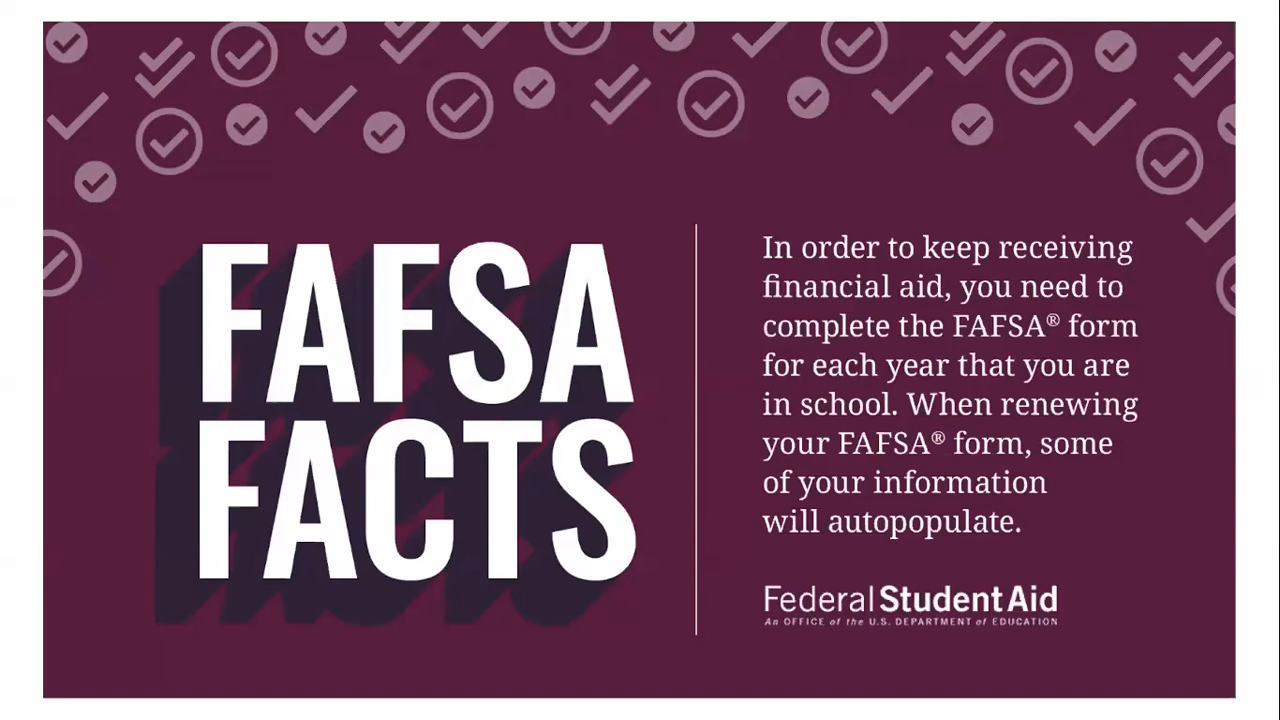 FAFSA
FACTS
In order to keep receiving
financial aid, you need to
complete the FAFSA® form
for each year that you are
in school. When renewing
your FAFSA® form, some
of your information
will autopopulate.
Federal Student Aid
An OFFICE of the U.S. DEPARTMENT of EDUCATION